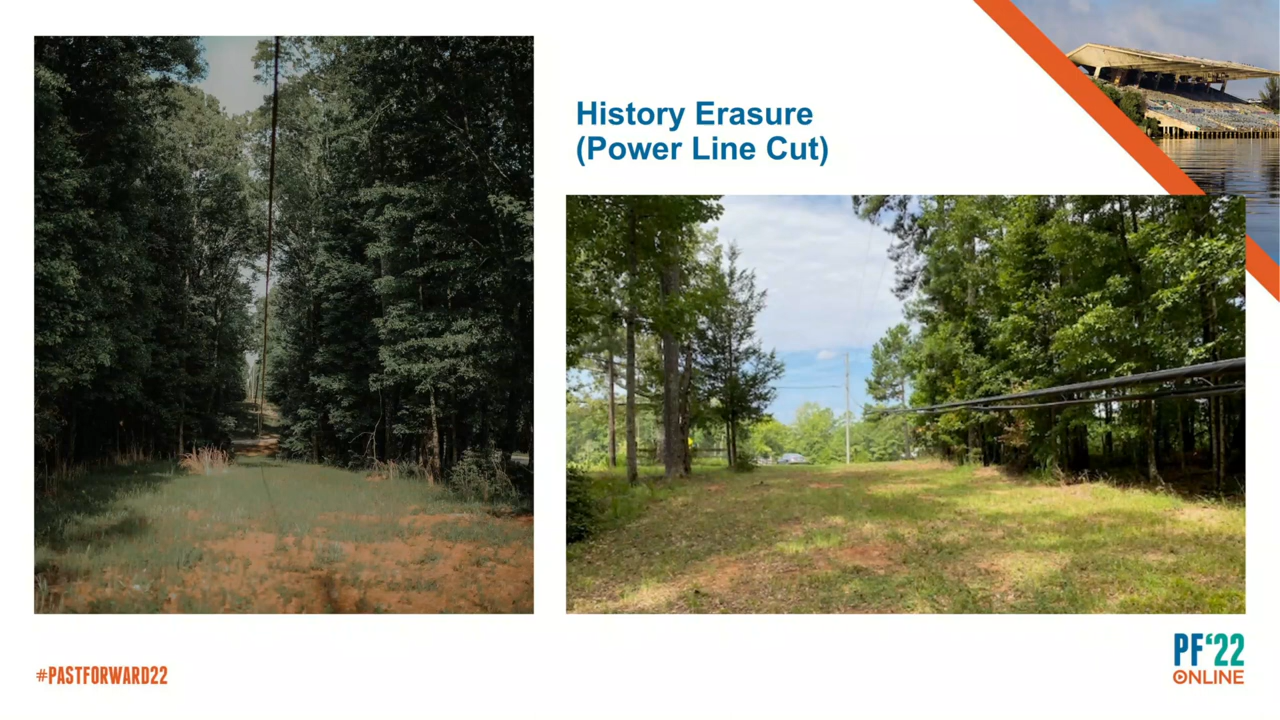 History Erasure
(Power Line Cut)
#PASTFORWARD22
PF‘22
ONLINE